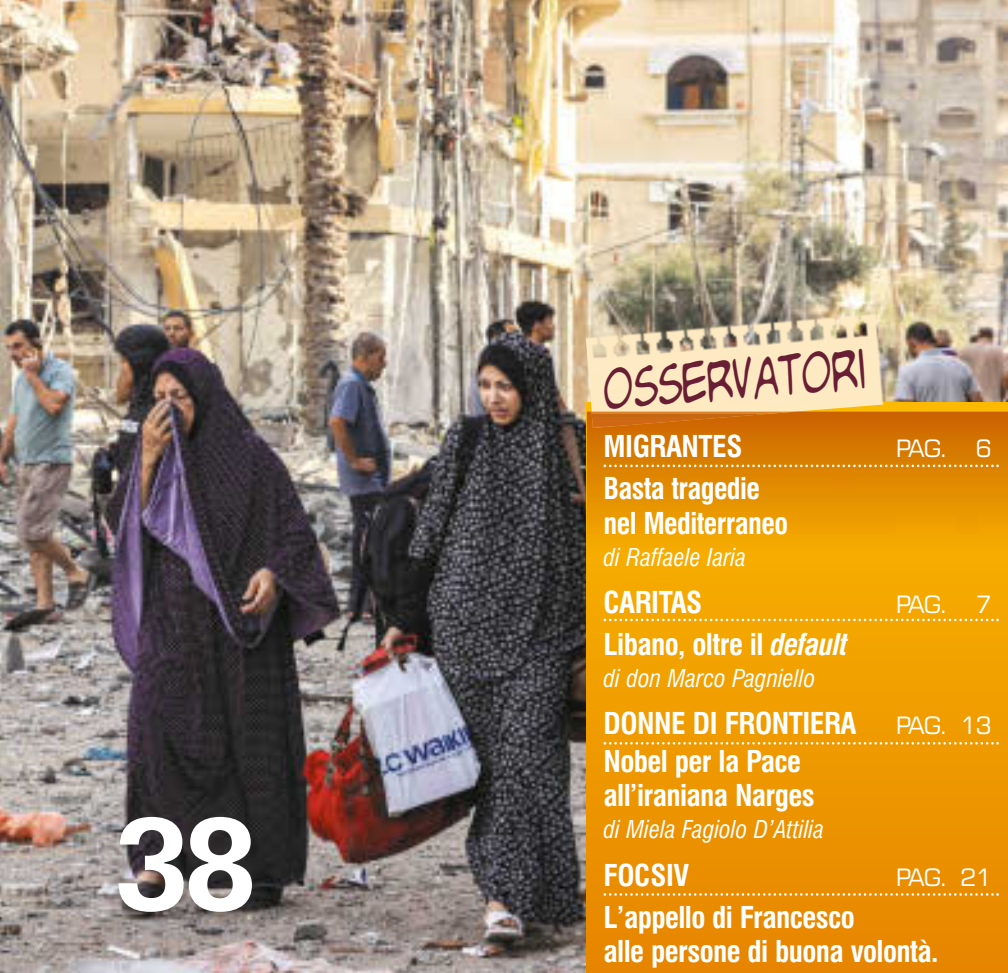 OSSERVATORI
MIGRANTES PAG. 6
Basta tragedie
nel Mediterraneo
di Raffaele Iaria
CARITAS PAG. 7
Libano, oltre il default
di don Marco Pagniello
DONNE DI FRONTIERA PAG. 13
Nobel per la Pace
all’iraniana Narges
di Miela Fagiolo D’Attilia
FOCSIV PAG. 21
L’appello di Francesco
alle persone di buona volontà.
38